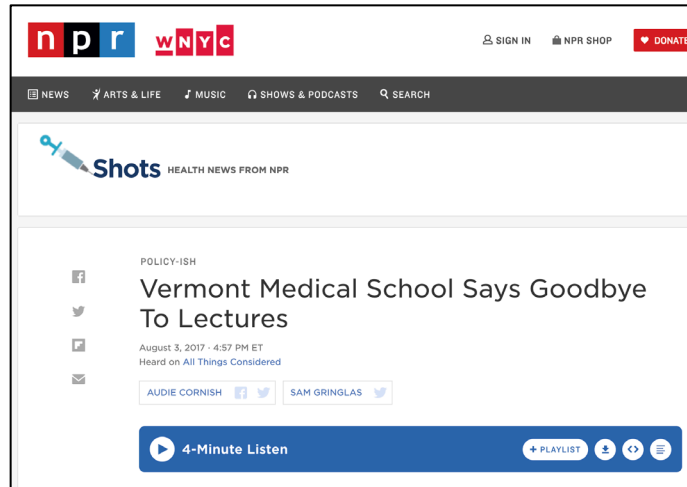 npr WNYC SIGN IN NPR SHOP DONATE
NEWS ARTS & LIFE MUSIC SHOWS & PODCASTS SEARCH
Shots HEALTH NEWS FROM NPR
POLICY-ISH
Vermont Medical School Says Goodbye
To Lectures
August 3, 2017 · 4:57 PM ET
Heard on All Things Considered
AUDIE CORNISH SAM GRINGLAS
4-Minute Listen + PLAYLIST